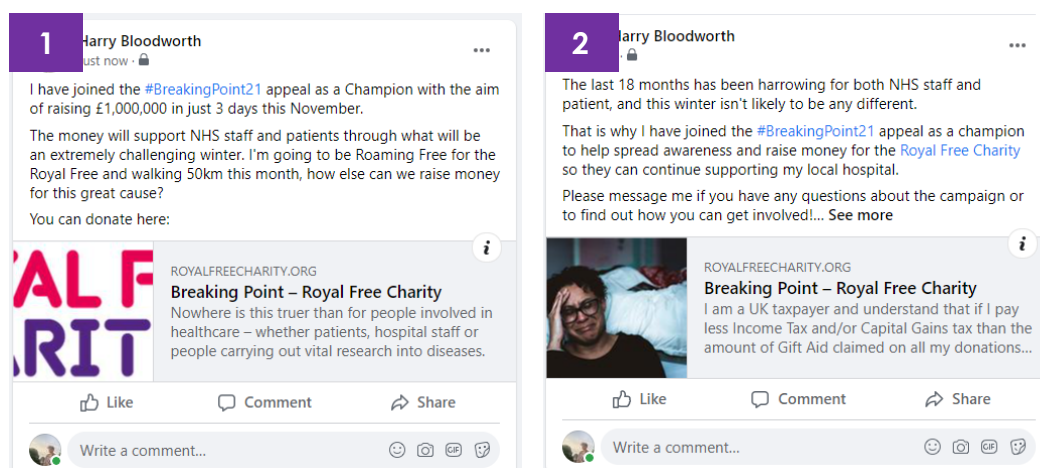 1
Harry Bloodworth
just now ·
I have joined the #BreakingPoint21 appeal as a Champion with the aim
of raising £1,000,000 in just 3 days this November.
The money will support NHS staff and patients through what will be
an extremely challenging winter. I'm going to be Roaming Free for the
Royal Free and walking 50km this month, how else can we raise money
for this great cause?
You can donate here:
AL F
RIT
i
ROYALFREECHARITY.ORG
Breaking Point – Royal Free Charity
Nowhere is this truer than for people involved in
healthcare – whether patients, hospital staff or
people carrying out vital research into diseases.
Like
Comment
Share
Write a comment...
GIF
2
Harry Bloodworth
The last 18 months has been harrowing for both NHS staff and
patient, and this winter isn't likely to be any different.
That is why I have joined the #BreakingPoint21 appeal as a champion
to help spread awareness and raise money for the Royal Free Charity
so they can continue supporting my local hospital.
Please message me if you have any questions about the campaign or
to find out how you can get involved!... See more
i
ROYALFREECHARITY.ORG
Breaking Point – Royal Free Charity
I am a UK taxpayer and understand that if I pay
less Income Tax and/or Capital Gains tax than the
amount of Gift Aid claimed on all my donations...
Like
Comment
Share
Write a comment...
GIF